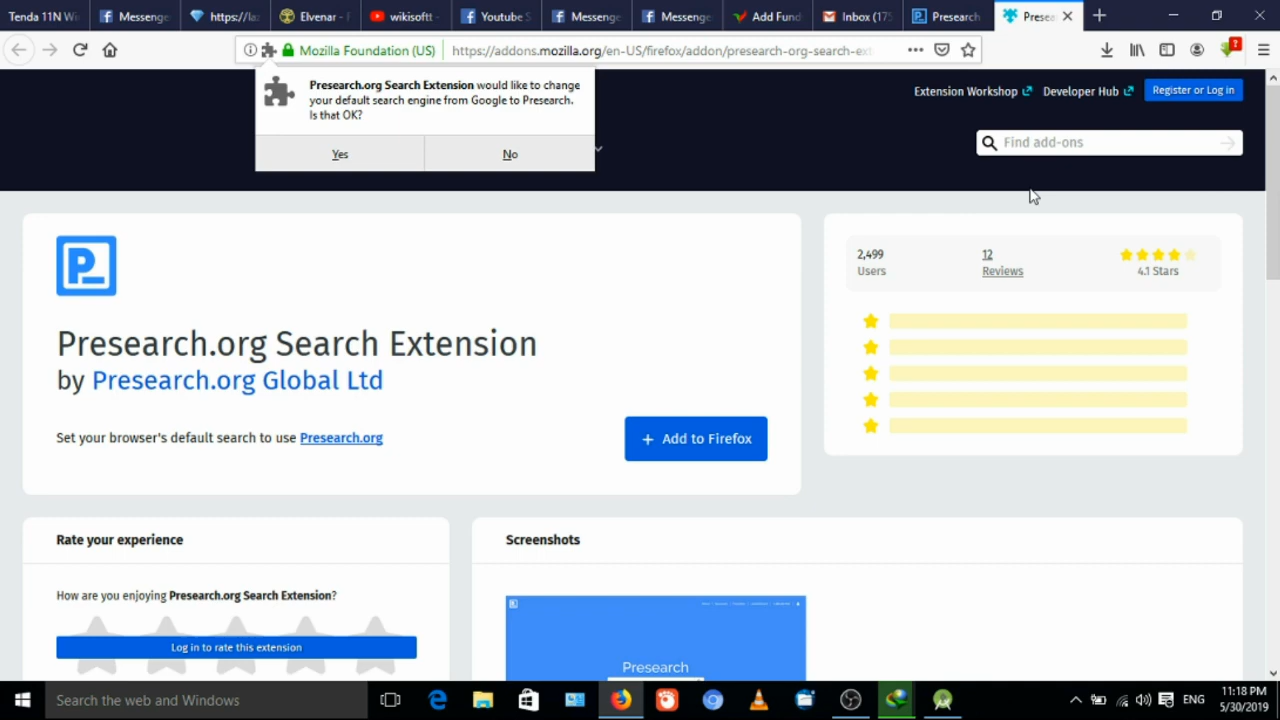 Tenda 11N Wi
Messenge
https://la
Elvenar - F
wikisoftt -
Youtube S
Messenge
Messenge
Add Fund
Inbox (175
Presearch
Prese
Mozilla Foundation (US)
https://addons.mozilla.org/en-US/firefox/addon/presearch-org-search-ext
Presearch.org Search Extension would like to change
your default search engine from Google to Presearch.
Is that OK?
Yes
No
Extension Workshop
Developer Hub
Register or Log in
Find add-ons
P_
Presearch.org Search Extension
by Presearch.org Global Ltd
Set your browser's default search to use Presearch.org
+ Add to Firefox
2,499
Users
12
Reviews
4.1 Stars
Rate your experience
How are you enjoying Presearch.org Search Extension?
Log in to rate this extension
Screenshots
Presearch
Search the web and Windows
ENG
11:18 PM
5/30/2019